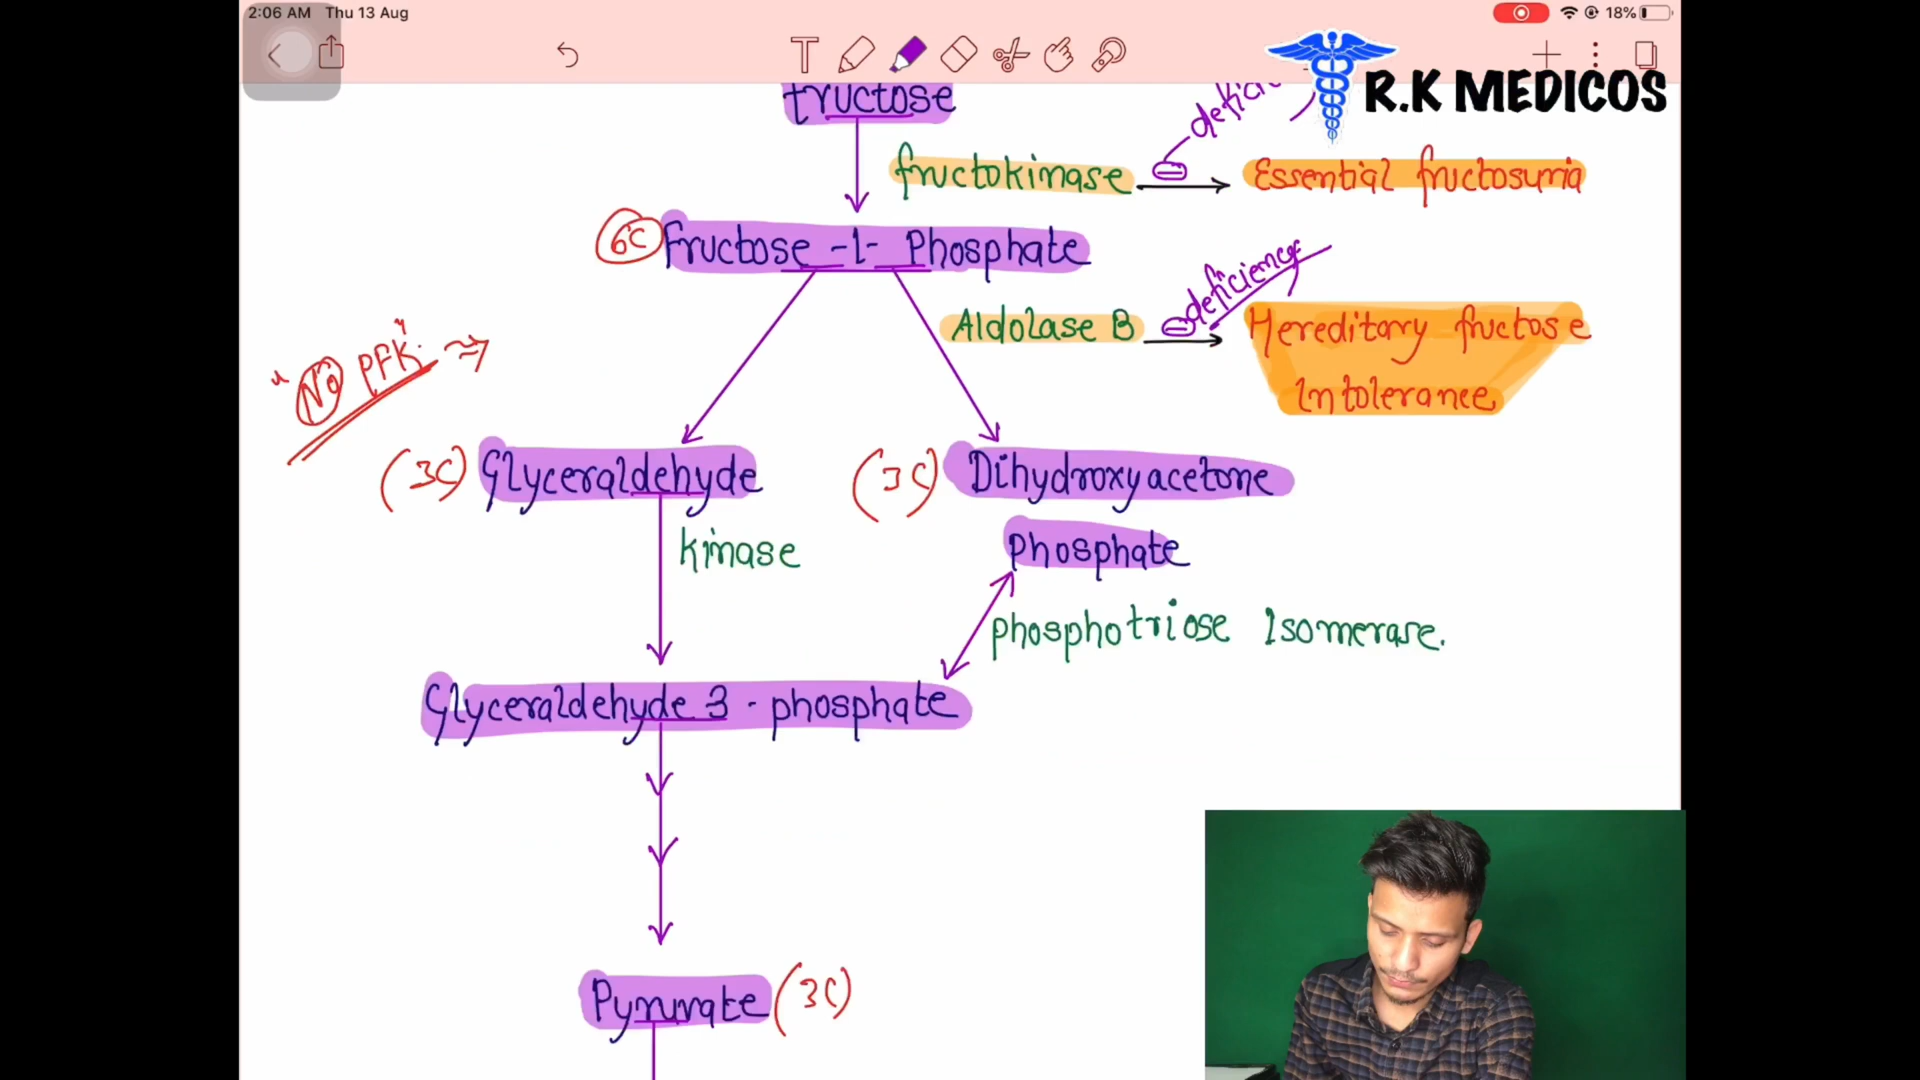 2:06 AM Thu 13 Aug
18%
T
R.K MEDICOS
fructose
fructokinase
Essential fructosuria
6C
Fructose -1- Phosphate
deficiency
Aldolase B
Hereditary fructose
Intolerance
"No PFK"
(3C) Glyceraldehyde
(3C) Dihydroxyacetone
phosphate
kinase
phosphotriose Isomerase.
Glyceraldehyde 3 - phosphate
Pyruvate (3C)